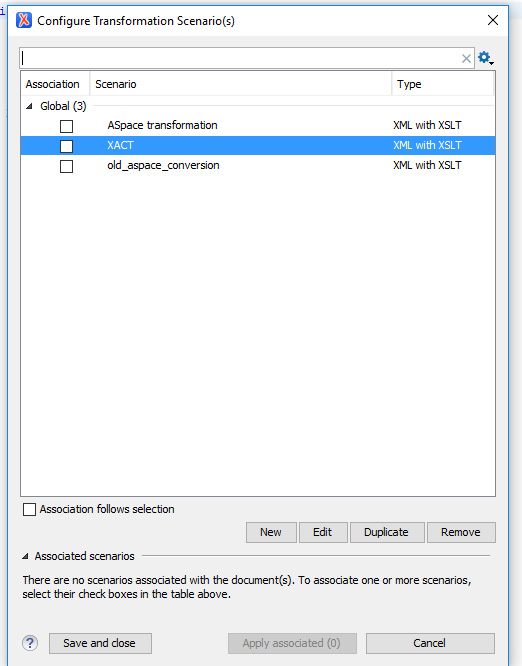 Configure Transformation Scenario(s)
Association Scenario Type
Global (3)
ASpace transformation XML with XSLT
XACT XML with XSLT
old_aspace_conversion XML with XSLT
Association follows selection
New Edit Duplicate Remove
Associated scenarios
There are no scenarios associated with the document(s). To associate one or more scenarios,
select their check boxes in the table above.
? Save and close Apply associated (0) Cancel